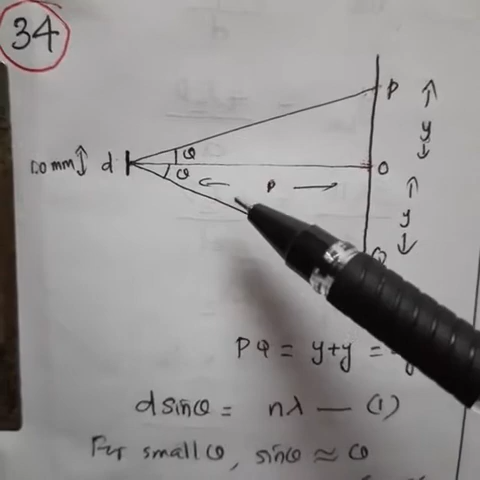 34
P
y
θ
1.0 mm d
O
θ
D
y
Q
PQ = y+y =
d sinθ = nλ — (1)
For small θ, sinθ ≈ θ